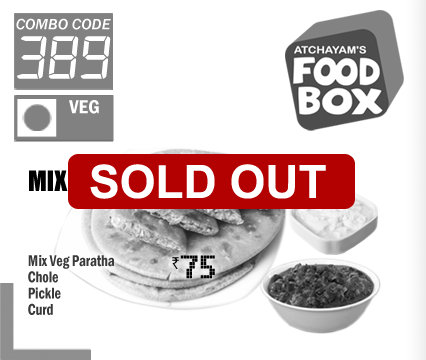 COMBO CODE
389
VEG
ATCHAYAM'S
FOOD
BOX
MIX
SOLD OUT
Mix Veg Paratha
Chole
Pickle
Curd
₹75